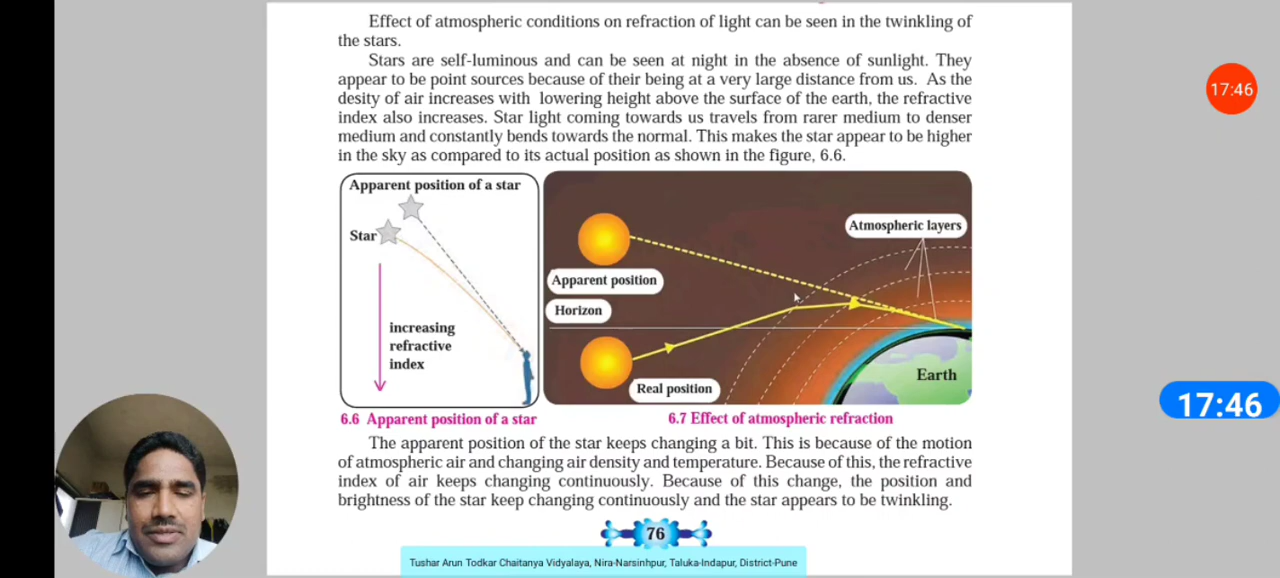 Effect of atmospheric conditions on refraction of light can be seen in the twinkling of
the stars.
Stars are self-luminous and can be seen at night in the absence of sunlight. They
appear to be point sources because of their being at a very large distance from us. As the
desity of air increases with lowering height above the surface of the earth, the refractive
index also increases. Star light coming towards us travels from rarer medium to denser
medium and constantly bends towards the normal. This makes the star appear to be higher
in the sky as compared to its actual position as shown in the figure, 6.6.
Apparent position of a star
Star
increasing
refractive
index
6.6 Apparent position of a star
Atmospheric layers
Apparent position
Horizon
Real position
Earth
6.7 Effect of atmospheric refraction
The apparent position of the star keeps changing a bit. This is because of the motion
of atmospheric air and changing air density and temperature. Because of this, the refractive
index of air keeps changing continuously. Because of this change, the position and
brightness of the star keep changing continuously and the star appears to be twinkling.
76
Tushar Arun Todkar Chaitanya Vidyalaya, Nira-Narsinhpur, Taluka-Indapur, District-Pune
17:46
17:46